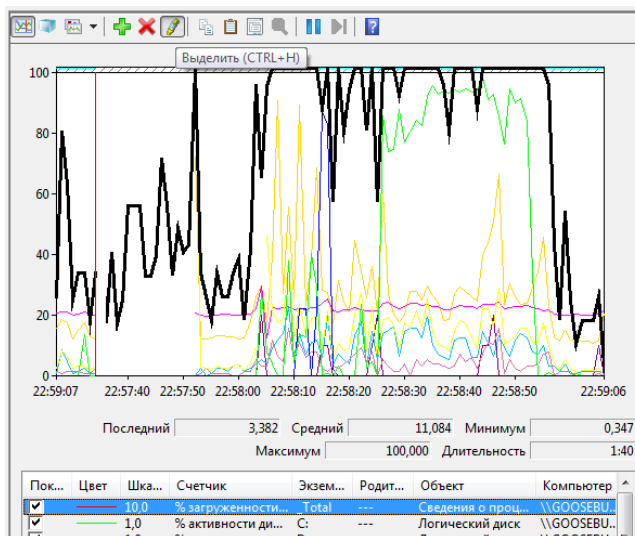 Выделить (CTRL+H)
100
80
60
40
20
0
22:59:07 22:57:40 22:57:50 22:58:00 22:58:10 22:58:20 22:58:30 22:58:40 22:58:50 22:59:06
Последний 3,382 Средний 11,084 Минимум 0,347
Максимум 100,000 Длительность 1:40
Пок... Цвет Шка... Счетчик Экзем... Родит... Объект Компьютер
10,0 % загруженности... _Total --- Сведения о проц... \\GOOSEBU...
1,0 % активности ди... C: --- Логический диск \\GOOSEBU...